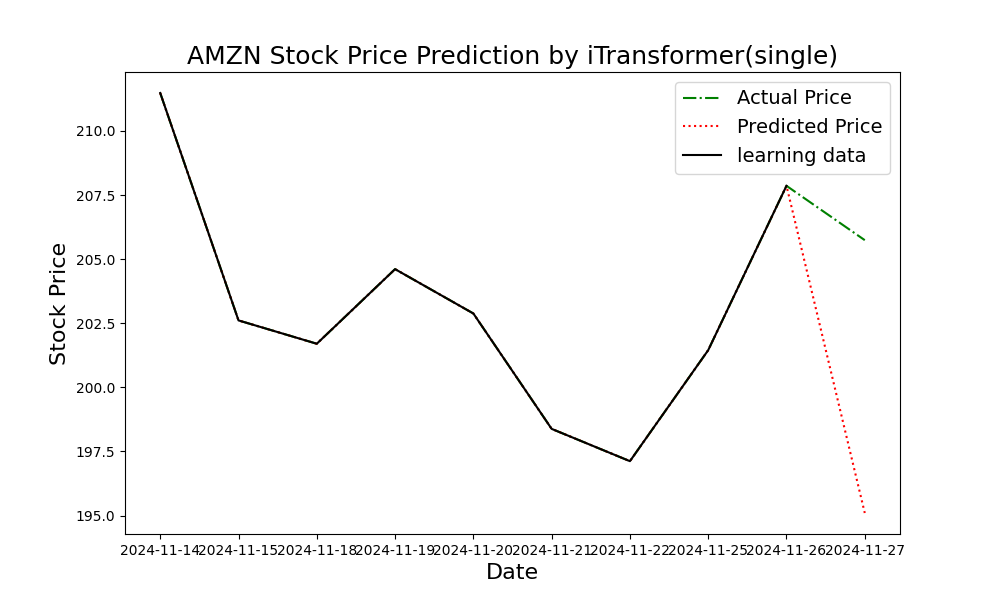 AMZN Stock Price Prediction by iTransformer(single)
Actual Price
Predicted Price
learning data
Stock Price
210.0
207.5
205.0
202.5
200.0
197.5
195.0
2024-11-14 2024-11-15 2024-11-18 2024-11-19 2024-11-20 2024-11-21 2024-11-22 2024-11-25 2024-11-26 2024-11-27
Date